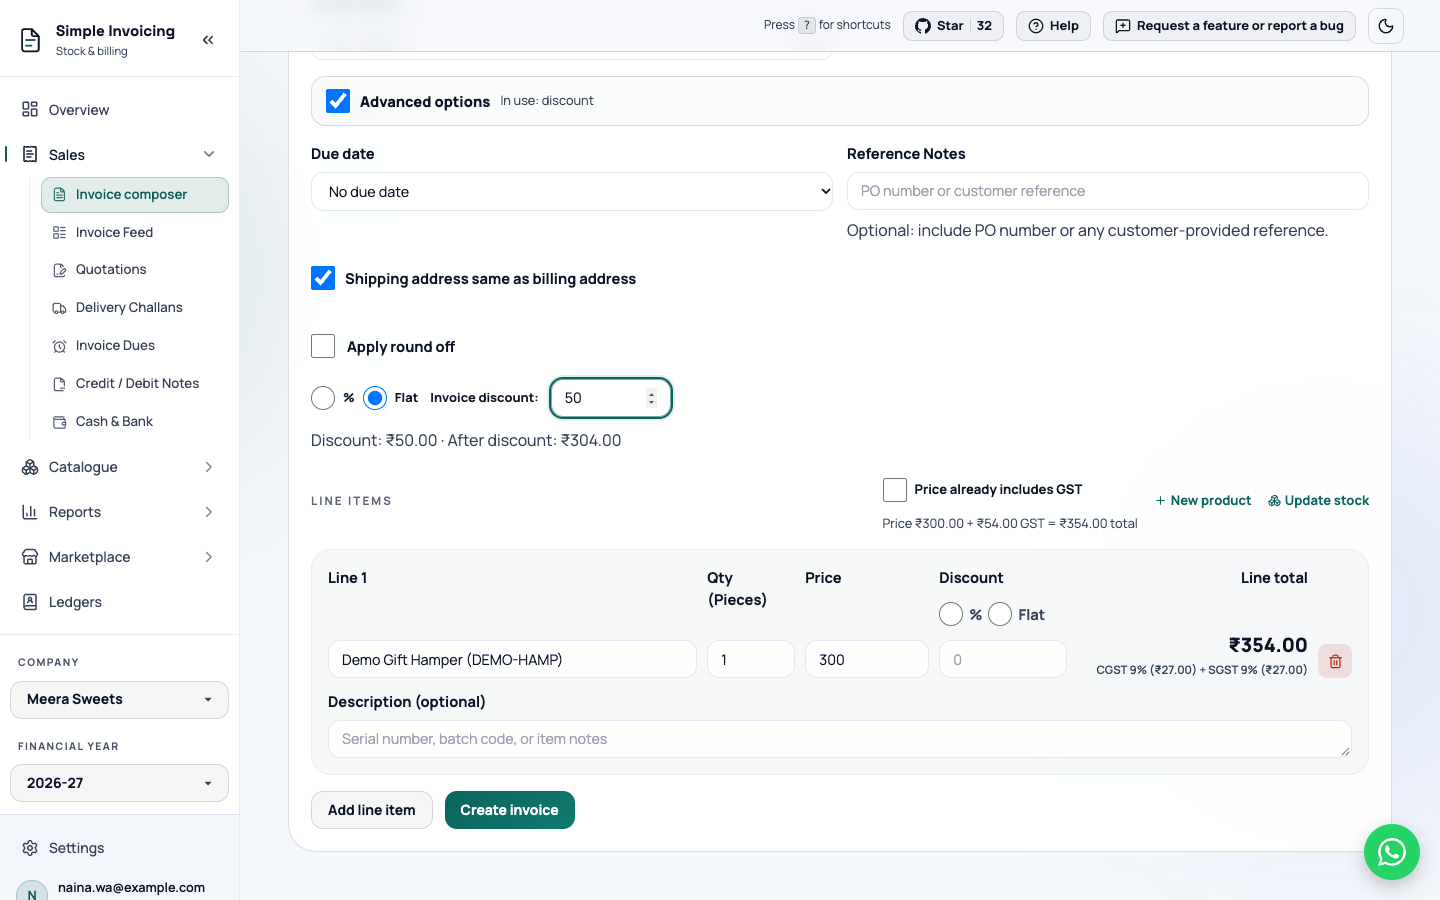 Simple Invoicing
Stock & billing
Press ? for shortcuts
Star 32
Help
Request a feature or report a bug
Overview
Sales
Invoice composer
Invoice Feed
Quotations
Delivery Challans
Invoice Dues
Credit / Debit Notes
Cash & Bank
Catalogue
Reports
Marketplace
Ledgers
COMPANY
Meera Sweets
FINANCIAL YEAR
2026-27
Settings
N
naina.wa@example.com
Advanced options In use: discount
Due date
No due date
Reference Notes
PO number or customer reference
Optional: include PO number or any customer-provided reference.
Shipping address same as billing address
Apply round off
% Flat Invoice discount: 50
Discount: ₹50.00 · After discount: ₹304.00
LINE ITEMS
Price already includes GST
Price ₹300.00 + ₹54.00 GST = ₹354.00 total
New product
Update stock
Line 1
Qty (Pieces)
Price
Discount
% Flat
Line total
Demo Gift Hamper (DEMO-HAMP)
1
300
0
₹354.00
CGST 9% (₹27.00) + SGST 9% (₹27.00)
Description (optional)
Serial number, batch code, or item notes
Add line item
Create invoice